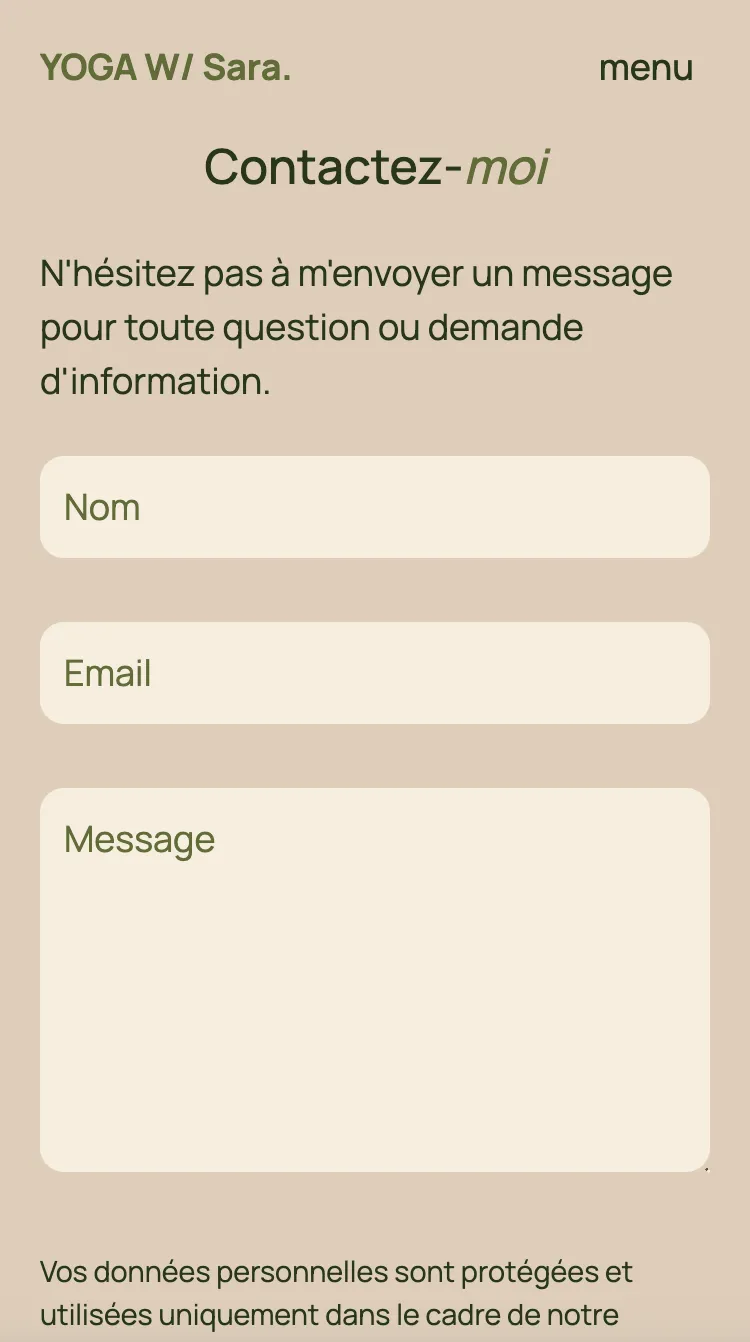 YOGA W/ Sara.
menu
Contactez-moi
N'hésitez pas à m'envoyer un message
pour toute question ou demande
d'information.
Nom
Email
Message
Vos données personnelles sont protégées et
utilisées uniquement dans le cadre de notre